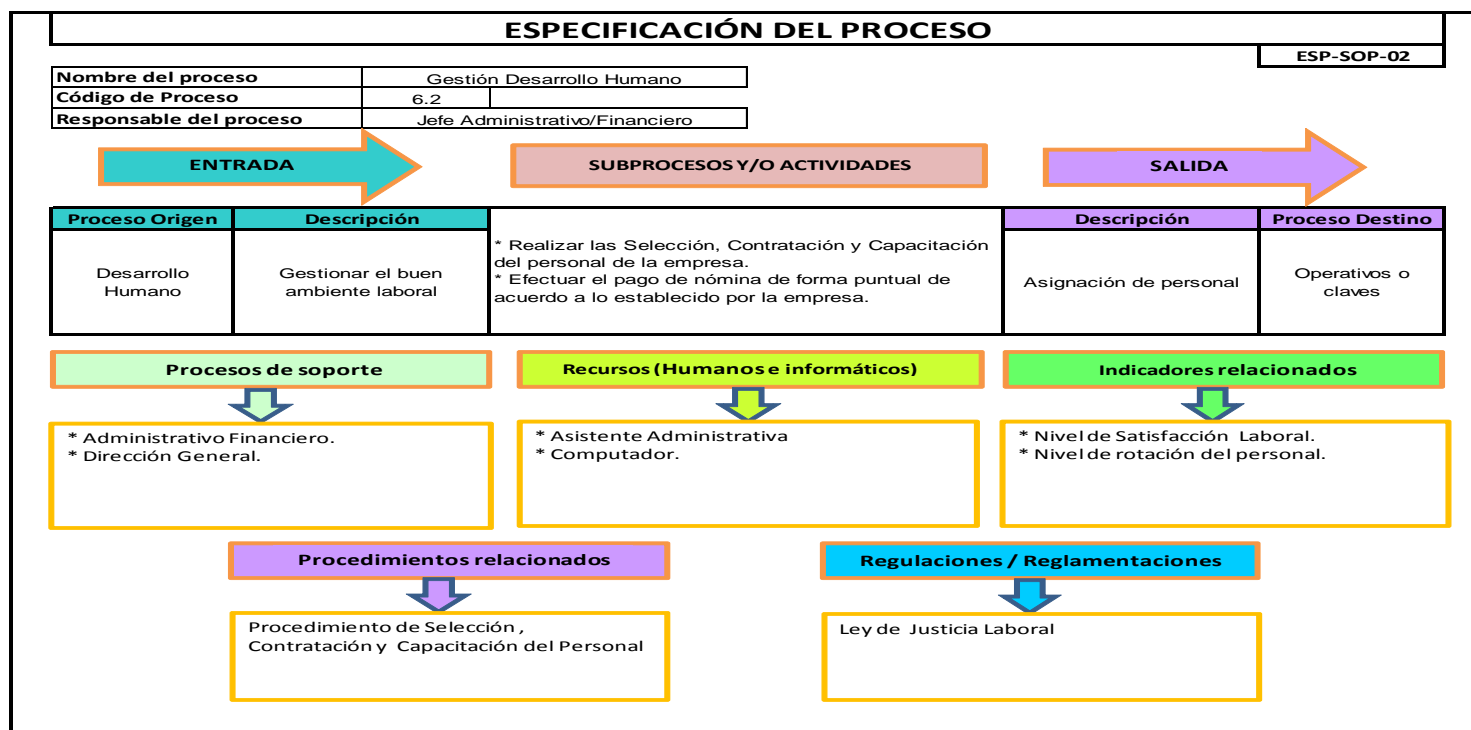 ESPECIFICACIÓN DEL PROCESO
ESP-SOP-02
Nombre del proceso Gestión Desarrollo Humano
Código de Proceso 6.2
Responsable del proceso Jefe Administrativo/Financiero
ENTRADA SUBPROCESOS Y/O ACTIVIDADES SALIDA
Proceso Origen Descripción Descripción Proceso Destino
Desarrollo
Humano
Gestionar el buen
ambiente laboral
* Realizar las Selección, Contratación y Capacitación
del personal de la empresa.
* Efectuar el pago de nómina de forma puntual de
acuerdo a lo establecido por la empresa.
Asignación de personal
Operativos o
claves
Procesos de soporte
* Administrativo Financiero.
* Dirección General.
Recursos (Humanos e informáticos)
* Asistente Administrativa
* Computador.
Indicadores relacionados
* Nivel de Satisfacción Laboral.
* Nivel de rotación del personal.
Procedimientos relacionados
Procedimiento de Selección ,
Contratación y Capacitación del Personal
Regulaciones / Reglamentaciones
Ley de Justicia Laboral